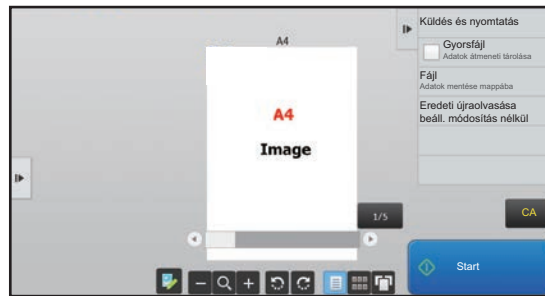 A4
A4
Image
1/5
Küldés és nyomtatás
Gyorsfájl
Adatok átmeneti tárolása
Fájl
Adatok mentése mappába
Eredeti újraolvasása
beáll. módosítás nélkül
CA
Start